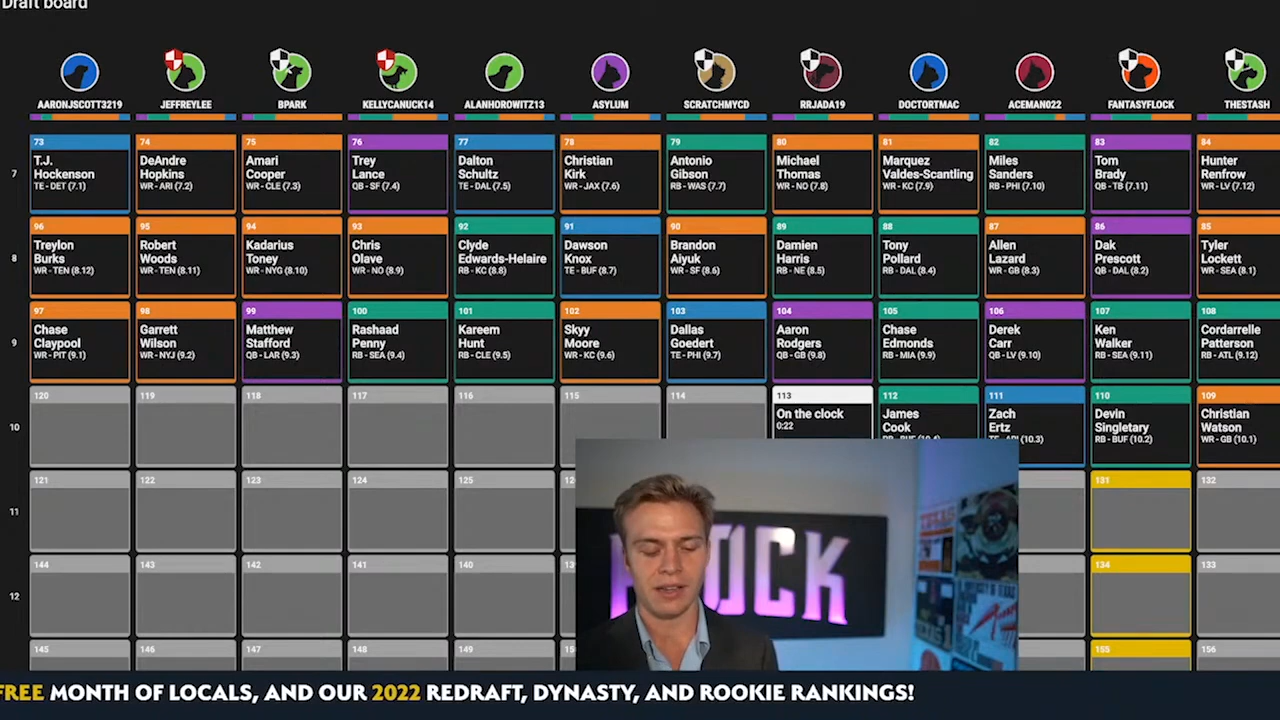 Draft board
AARONJSCOTT3219 JEFFREYLEE BPARK KELLYCANUCK14 ALANHOROWITZ13 ASYLUM SCRATCHMYCD RRJADA19 DOCTORTMAC ACEMAN022 FANTASYFLOCK THESTASH
7
73 74 75 76 77 78 79 80 81 82 83 84
T.J. DeAndre Amari Trey Dalton Christian Antonio Michael Marquez Miles Tom Hunter
Hockenson Hopkins Cooper Lance Schultz Kirk Gibson Thomas Valdes-Scantling Sanders Brady Renfrow
TE - DET (7.1) WR - ARI (7.2) WR - CLE (7.3) QB - SF (7.4) TE - DAL (7.5) WR - JAX (7.6) RB - WAS (7.7) WR - NO (7.8) WR - KC (7.9) RB - PHI (7.10) QB - TB (7.11) WR - LV (7.12)
8
96 95 94 93 92 91 90 89 88 87 86 85
Treylon Robert Kadarius Chris Clyde Dawson Brandon Damien Tony Allen Dak Tyler
Burks Woods Toney Olave Edwards-Helaire Knox Aiyuk Harris Pollard Lazard Prescott Lockett
WR - TEN (8.12) WR - TEN (8.11) WR - NYG (8.10) WR - NO (8.9) RB - KC (8.8) TE - BUF (8.7) WR - SF (8.6) RB - NE (8.5) RB - DAL (8.4) WR - GB (8.3) QB - DAL (8.2) WR - SEA (8.1)
9
97 98 99 100 101 102 103 104 105 106 107 108
Chase Garrett Matthew Rashaad Kareem Skyy Dallas Aaron Chase Derek Ken Cordarrelle
Claypool Wilson Stafford Penny Hunt Moore Goedert Rodgers Edmonds Carr Walker Patterson
WR - PIT (9.1) WR - NYJ (9.2) QB - LAR (9.3) RB - SEA (9.4) RB - CLE (9.5) WR - KC (9.6) TE - PHI (9.7) QB - GB (9.8) RB - MIA (9.9) QB - LV (9.10) RB - SEA (9.11) RB - ATL (9.12)
10
120 119 118 117 116 115 114 113 112 111 110 109
On the clock James Zach Devin Christian
0:22 Cook Ertz Singletary Watson
RB - BUF (10.4) TE - ARI (10.3) RB - BUF (10.2) WR - GB (10.1)
11
121 122 123 124 125 131 132
12
144 143 142 141 140 134 133
145 146 147 148 149 155 156
OCK
FREE MONTH OF LOCALS, AND OUR 2022 REDRAFT, DYNASTY, AND ROOKIE RANKINGS!